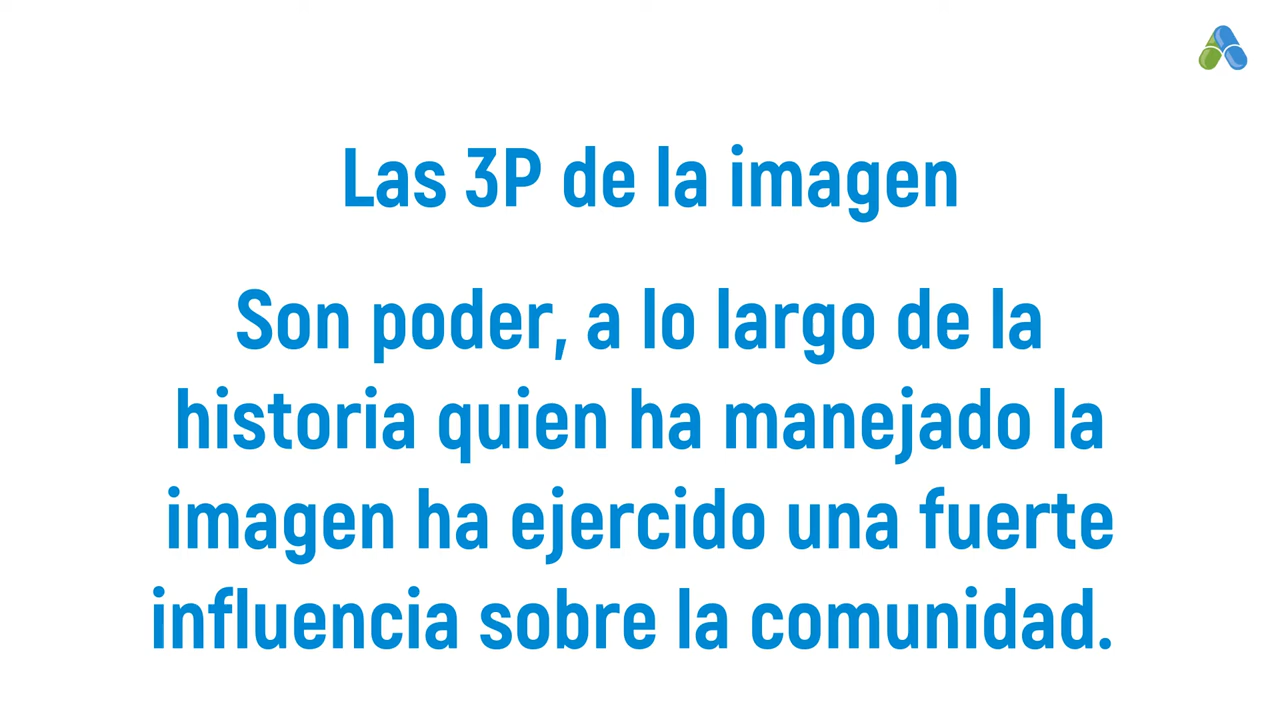 Las 3P de la imagen
Son poder, a lo largo de la
historia quien ha manejado la
imagen ha ejercido una fuerte
influencia sobre la comunidad.